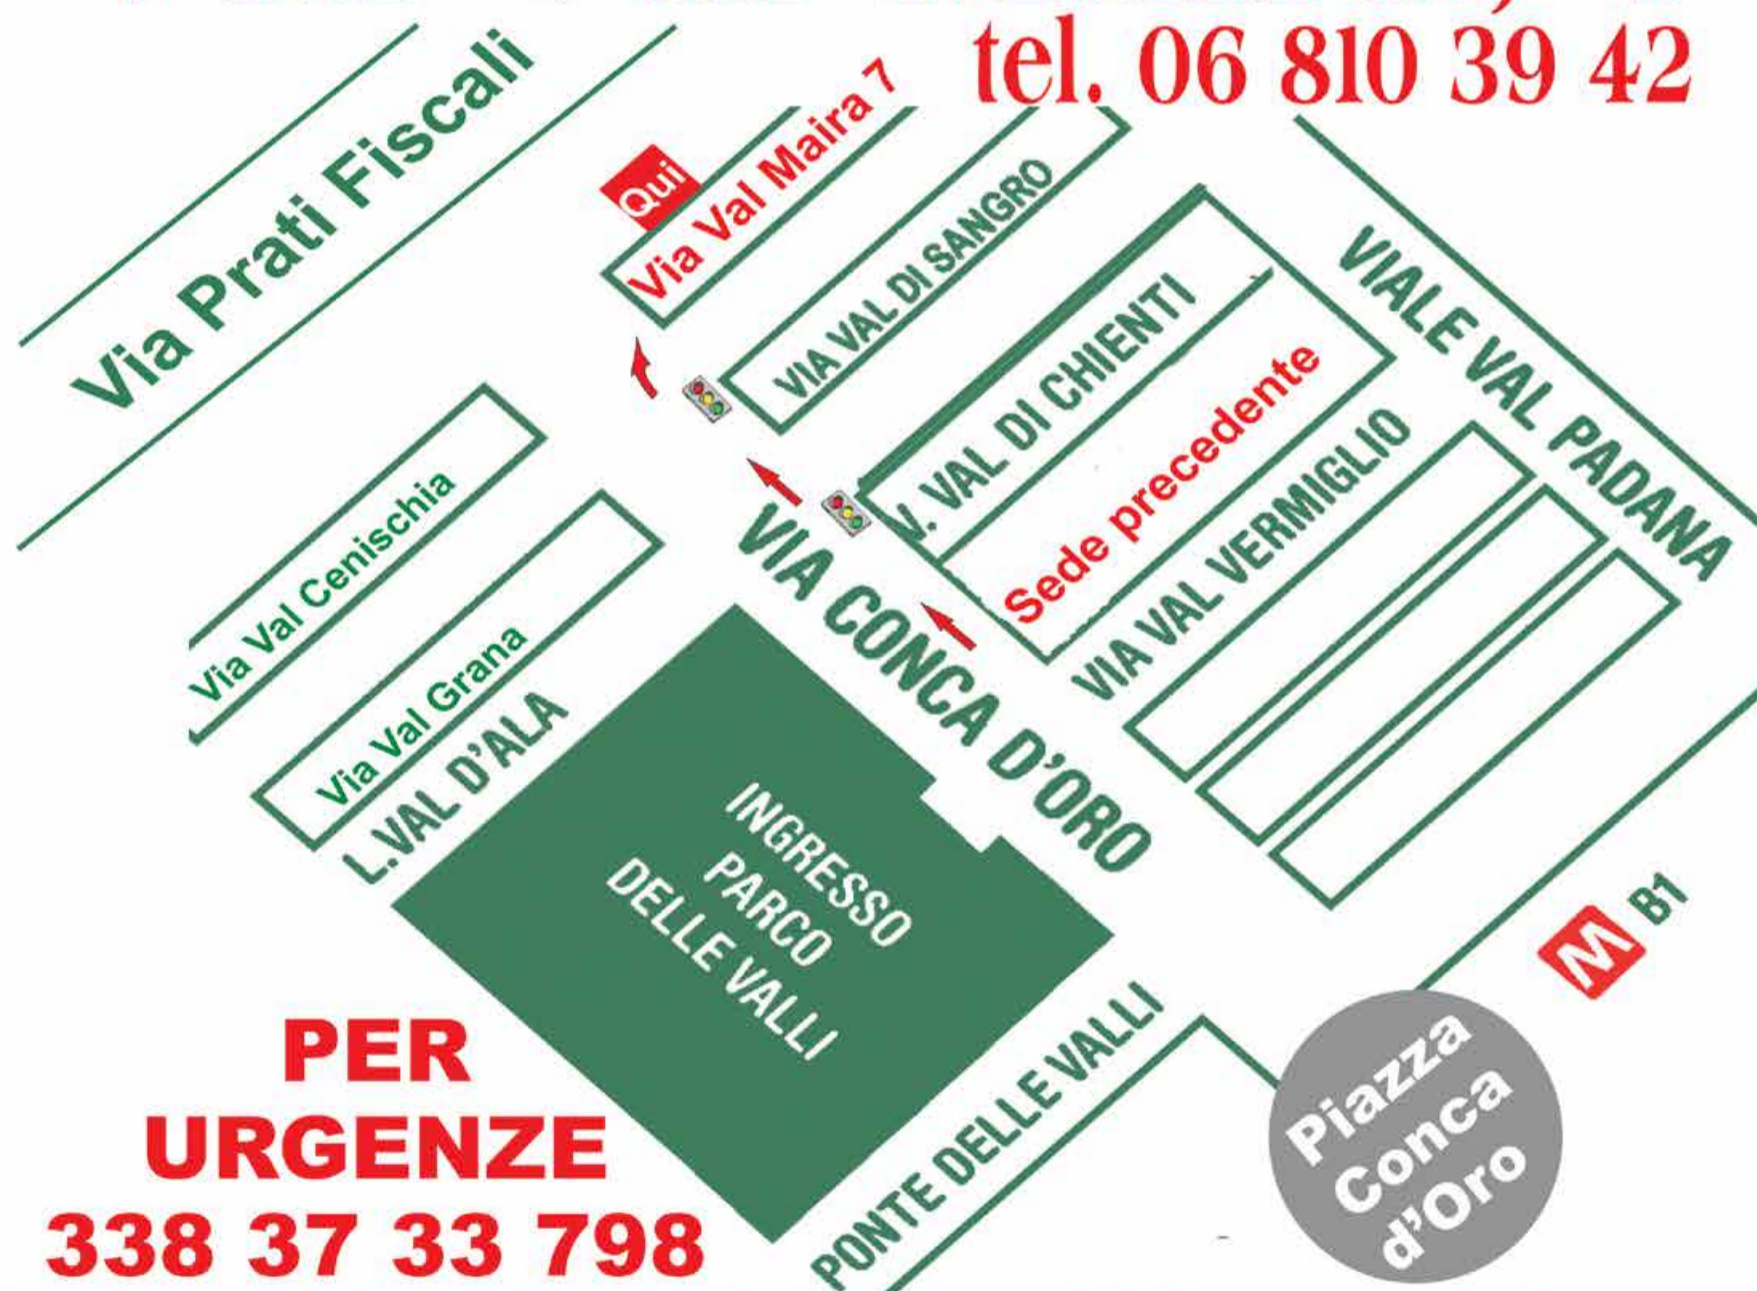 tel. 06 810 39 42
Via Prati Fiscali
Qui
Via Val Maira 7
VIA VAL DI SANGRO
V. VAL DI CHIENTI
Sede precedente
VIA VAL VERMIGLIO
VIALE VAL PADANA
Via Val Cenischia
Via Val Grana
L.VAL D'ALA
VIA CONCA D'ORO
INGRESSO
PARCO
DELLE VALLI
PONTE DELLE VALLI
M B1
Piazza
Conca
d'Oro
PER
URGENZE
338 37 33 798